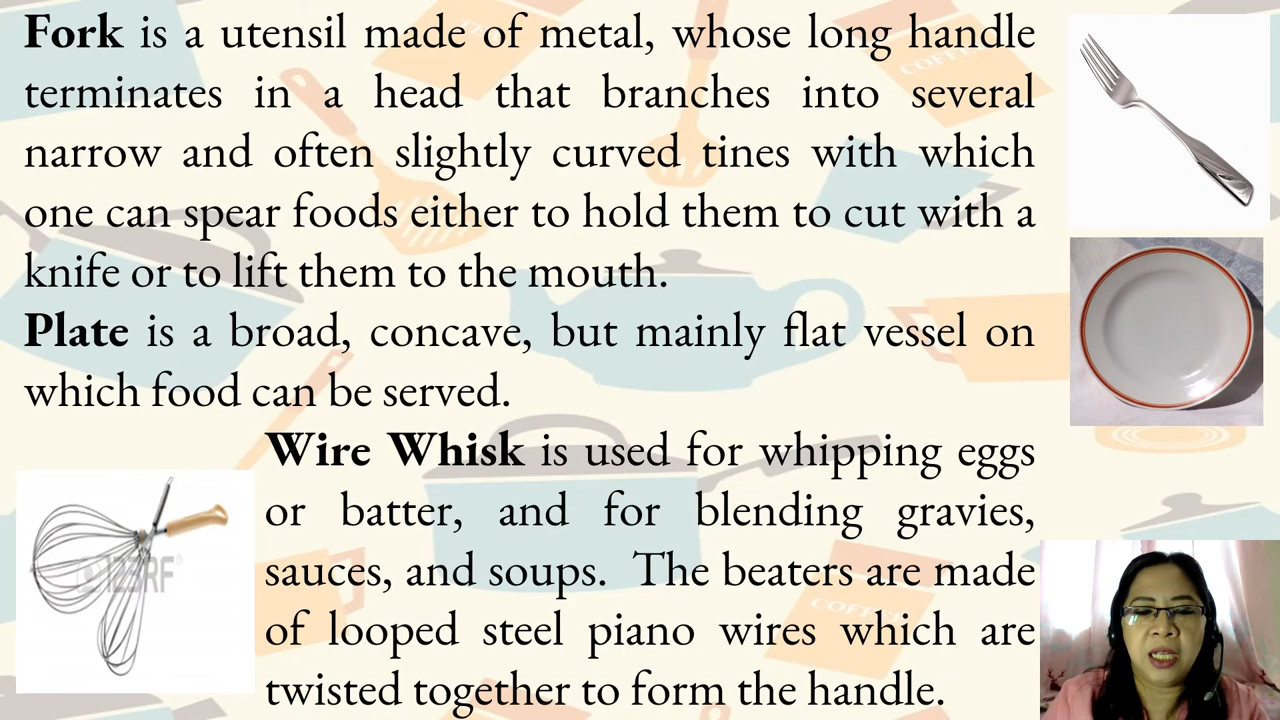 Fork is a utensil made of metal, whose long handle
terminates in a head that branches into several
narrow and often slightly curved tines with which
one can spear foods either to hold them to cut with a
knife or to lift them to the mouth.
Plate is a broad, concave, but mainly flat vessel on
which food can be served.
Wire Whisk is used for whipping eggs
or batter, and for blending gravies,
sauces, and soups.  The beaters are made
of looped steel piano wires which are
twisted together to form the handle.
123RF